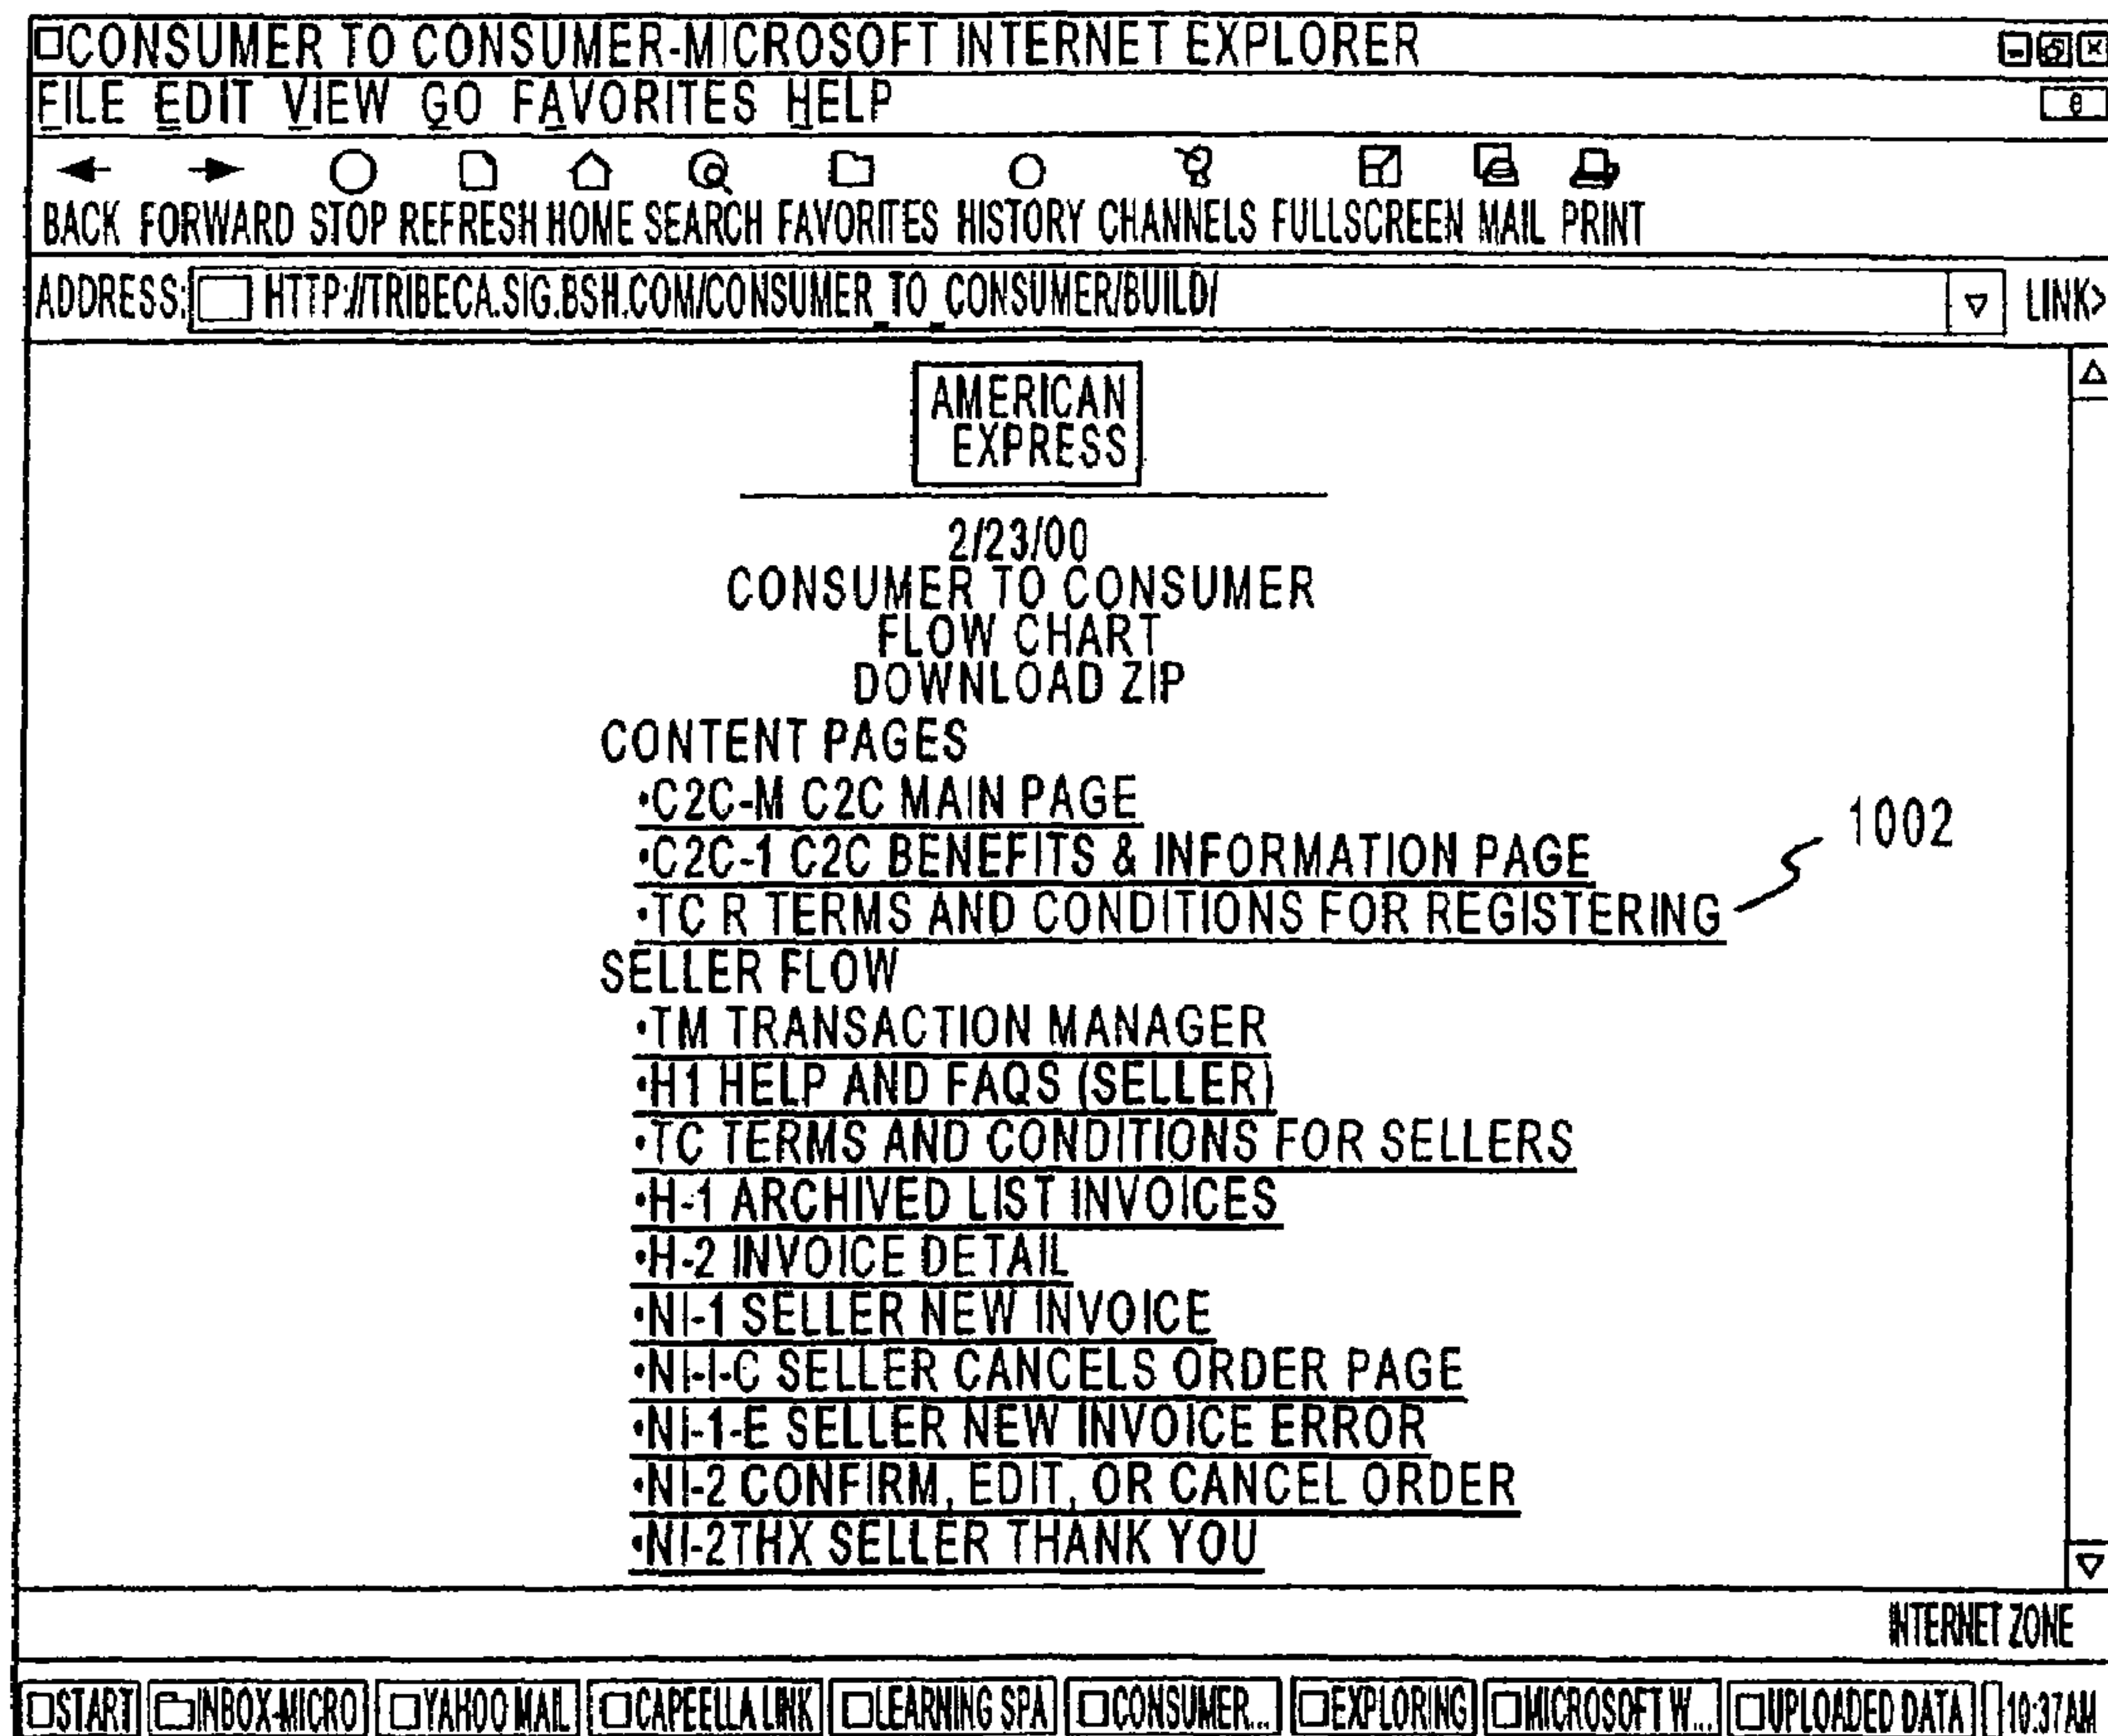 CONSUMER TO CONSUMER-MICROSOFT INTERNET EXPLORER
FILE EDIT VIEW GO FAVORITES HELP
e
BACK FORWARD STOP REFRESH HOME SEARCH FAVORITES HISTORY CHANNELS FULLSCREEN MAIL PRINT
ADDRESS: HTTP://TRIBECA.SIG.BSH.COM/CONSUMER_TO_CONSUMER/BUILD/ LINK>
AMERICAN
EXPRESS
2/23/00
CONSUMER TO CONSUMER
FLOW CHART
DOWNLOAD ZIP
CONTENT PAGES
•C2C-M C2C MAIN PAGE
•C2C-1 C2C BENEFITS & INFORMATION PAGE
1002
•TC R TERMS AND CONDITIONS FOR REGISTERING
SELLER FLOW
•TM TRANSACTION MANAGER
•H1 HELP AND FAQS (SELLER)
•TC TERMS AND CONDITIONS FOR SELLERS
•H-1 ARCHIVED LIST INVOICES
•H-2 INVOICE DETAIL
•NI-1 SELLER NEW INVOICE
•NI-I-C SELLER CANCELS ORDER PAGE
•NI-1-E SELLER NEW INVOICE ERROR
•NI-2 CONFIRM, EDIT, OR CANCEL ORDER
•NI-2THX SELLER THANK YOU
INTERNET ZONE
START INBOX-MICRO YAHOO MAIL CAPEELLA LINK LEARNING SPA CONSUMER... EXPLORING MICROSOFT W... UPLOADED DATA 10:37AM